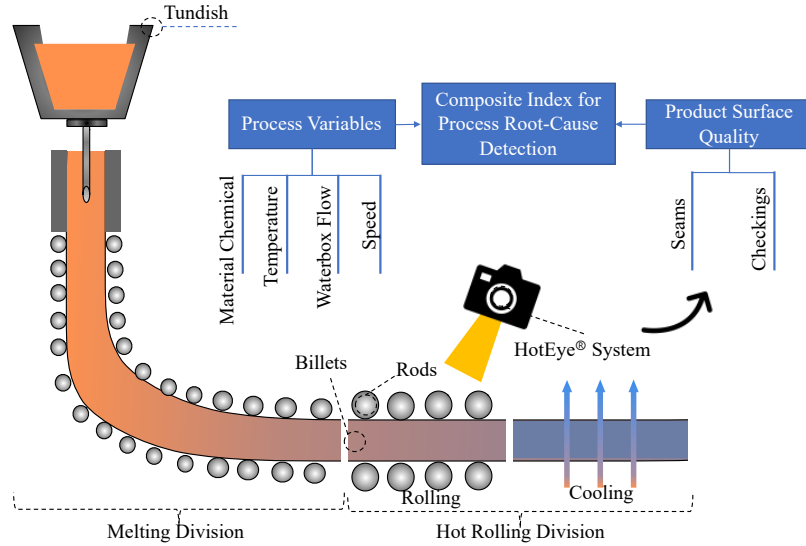 Tundish
Process Variables
Composite Index for
Process Root-Cause
Detection
Product Surface
Quality
Material Chemical
Temperature
Waterbox Flow
Speed
Seams
Checkings
HotEye® System
Billets
Rods
Rolling
Cooling
Melting Division
Hot Rolling Division